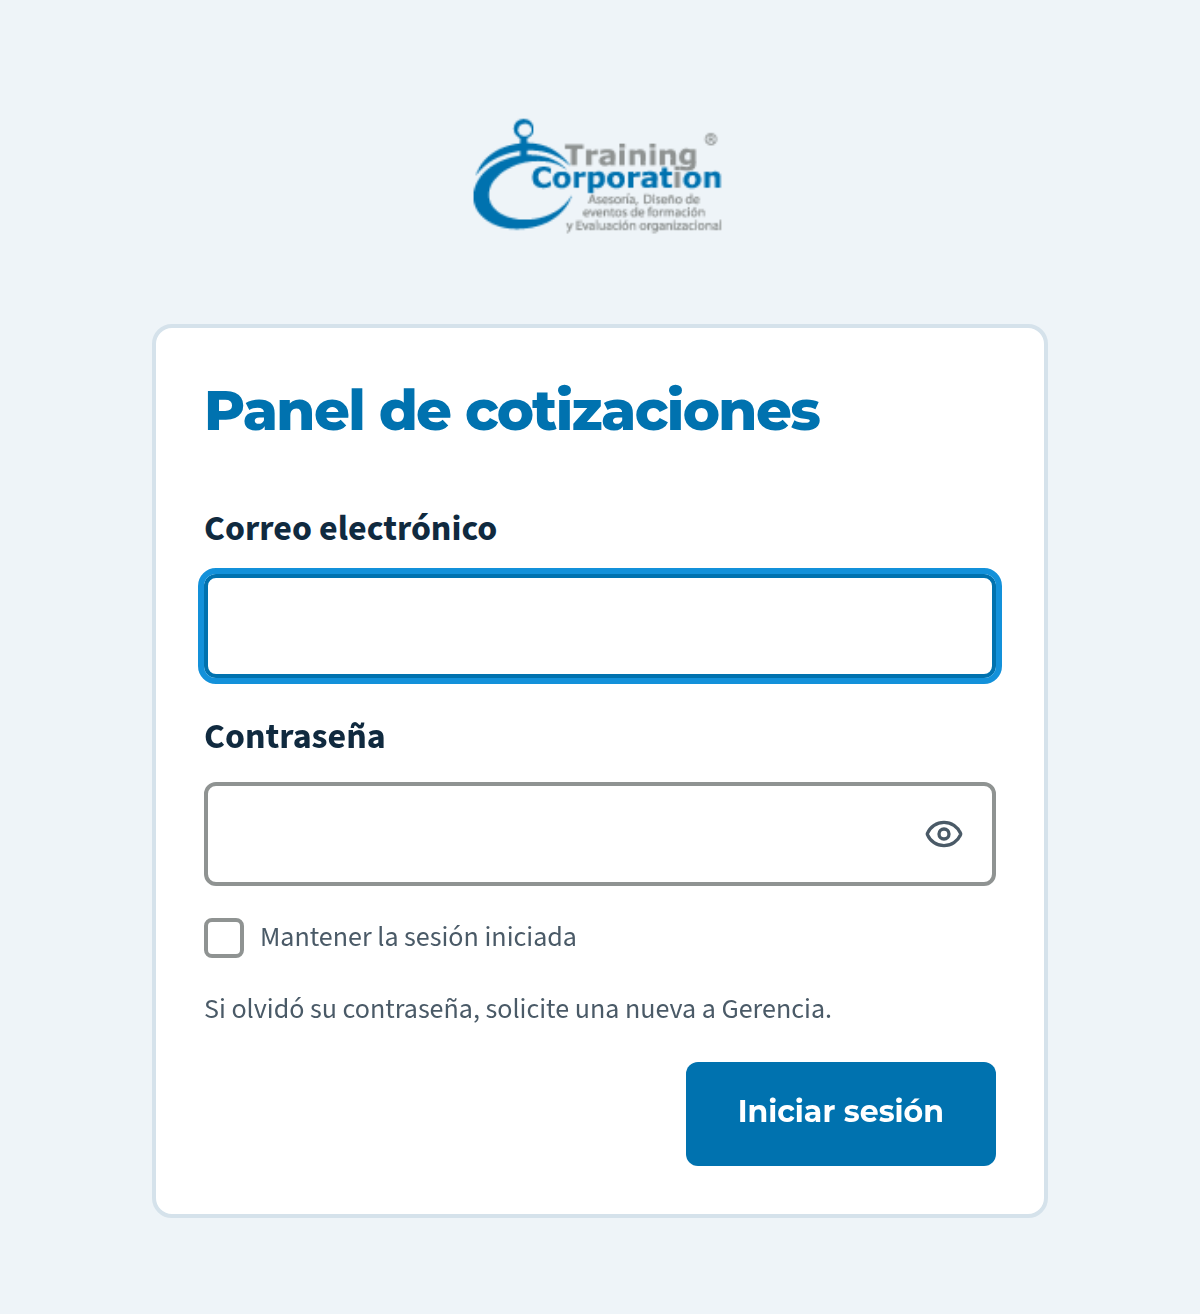 Training ®
Corporation
Asesoría, Diseño de
eventos de formación
y Evaluación organizacional
Panel de cotizaciones
Correo electrónico
Contraseña
Mantener la sesión iniciada
Si olvidó su contraseña, solicite una nueva a Gerencia.
Iniciar sesión